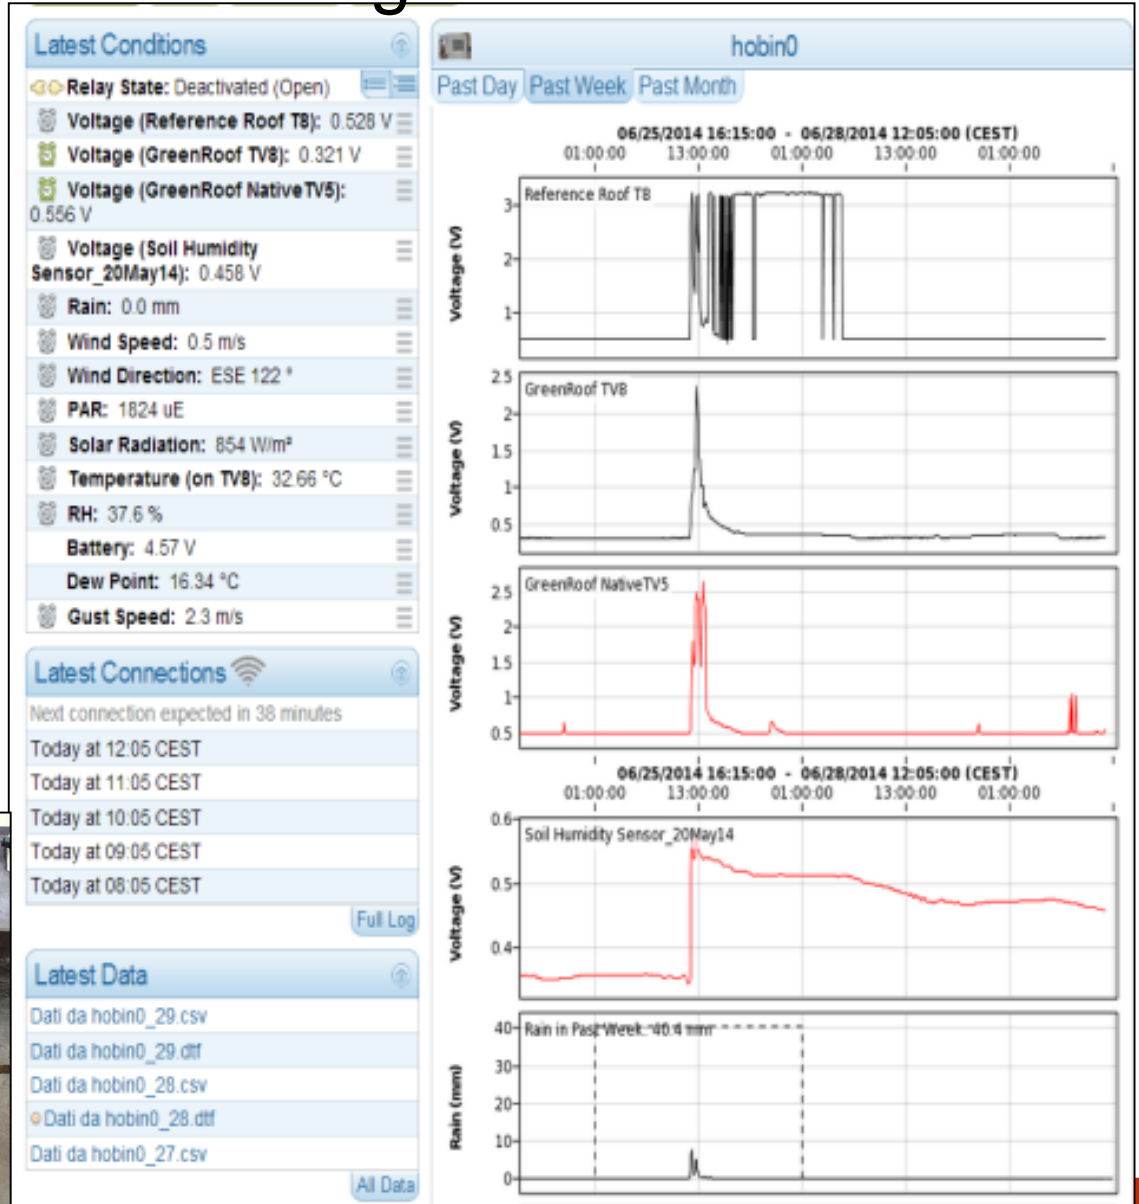 Latest Conditions
Relay State: Deactivated (Open)
Voltage (Reference Roof T8): 0.528 V
Voltage (GreenRoof TV8): 0.321 V
Voltage (GreenRoof NativeTV5):
0.556 V
Voltage (Soil Humidity
Sensor_20May14): 0.458 V
Rain: 0.0 mm
Wind Speed: 0.5 m/s
Wind Direction: ESE 122 °
PAR: 1824 uE
Solar Radiation: 854 W/m²
Temperature (on TV8): 32.66 °C
RH: 37.6 %
Battery: 4.57 V
Dew Point: 16.34 °C
Gust Speed: 2.3 m/s
Latest Connections
Next connection expected in 38 minutes
Today at 12:05 CEST
Today at 11:05 CEST
Today at 10:05 CEST
Today at 09:05 CEST
Today at 08:05 CEST
Full Log
Latest Data
Dati da hobin0_29.csv
Dati da hobin0_29.dtf
Dati da hobin0_28.csv
Dati da hobin0_28.dtf
Dati da hobin0_27.csv
All Data
hobin0
Past Day Past Week Past Month
06/25/2014 16:15:00 - 06/28/2014 12:05:00 (CEST)
01:00:00 13:00:00 01:00:00 13:00:00 01:00:00
Reference Roof T8
Voltage (V)
3
2
1
GreenRoof TV8
Voltage (V)
2.5
2
1.5
1
0.5
GreenRoof NativeTV5
Voltage (V)
2.5
2
1.5
1
0.5
06/25/2014 16:15:00 - 06/28/2014 12:05:00 (CEST)
01:00:00 13:00:00 01:00:00 13:00:00 01:00:00
Soil Humidity Sensor_20May14
Voltage (V)
0.6
0.5
0.4
Rain in Past Week: 40.4 mm
Rain (mm)
40
30
20
10
0